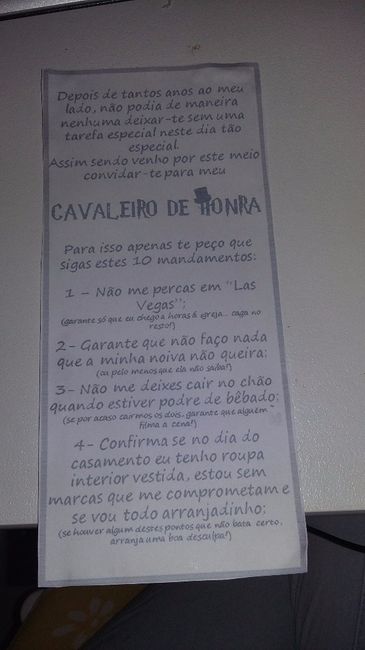 Depois de tantos anos ao meu
lado, não podia de maneira
nenhuma deixar-te sem uma
tarefa especial neste dia tão
especial.
Assim sendo venho por este meio
convidar-te para meu
CAVALEIRO DE HONRA
Para isso apenas te peço que
sigas estes 10 mandamentos:
1 - Não me percas em "Las
Vegas";
(garante só que eu chego a horas á igreja... caga no
resto!)
2- Garante que não faço nada
que a minha noiva não queira;
(ou pelo menos que ela não saiba!)
3- Não me deixes cair no chão
quando estiver podre de bêbado;
(se por acaso cairmos os dois, garante que alguem
filma a cena!)
4- Confirma se no dia do
casamento eu tenho roupa
interior vestida, estou sem
marcas que me comprometam e
se vou todo arranjadinho;
(se houver algum destes pontos que não bata certo,
arranja uma boa desculpa!)